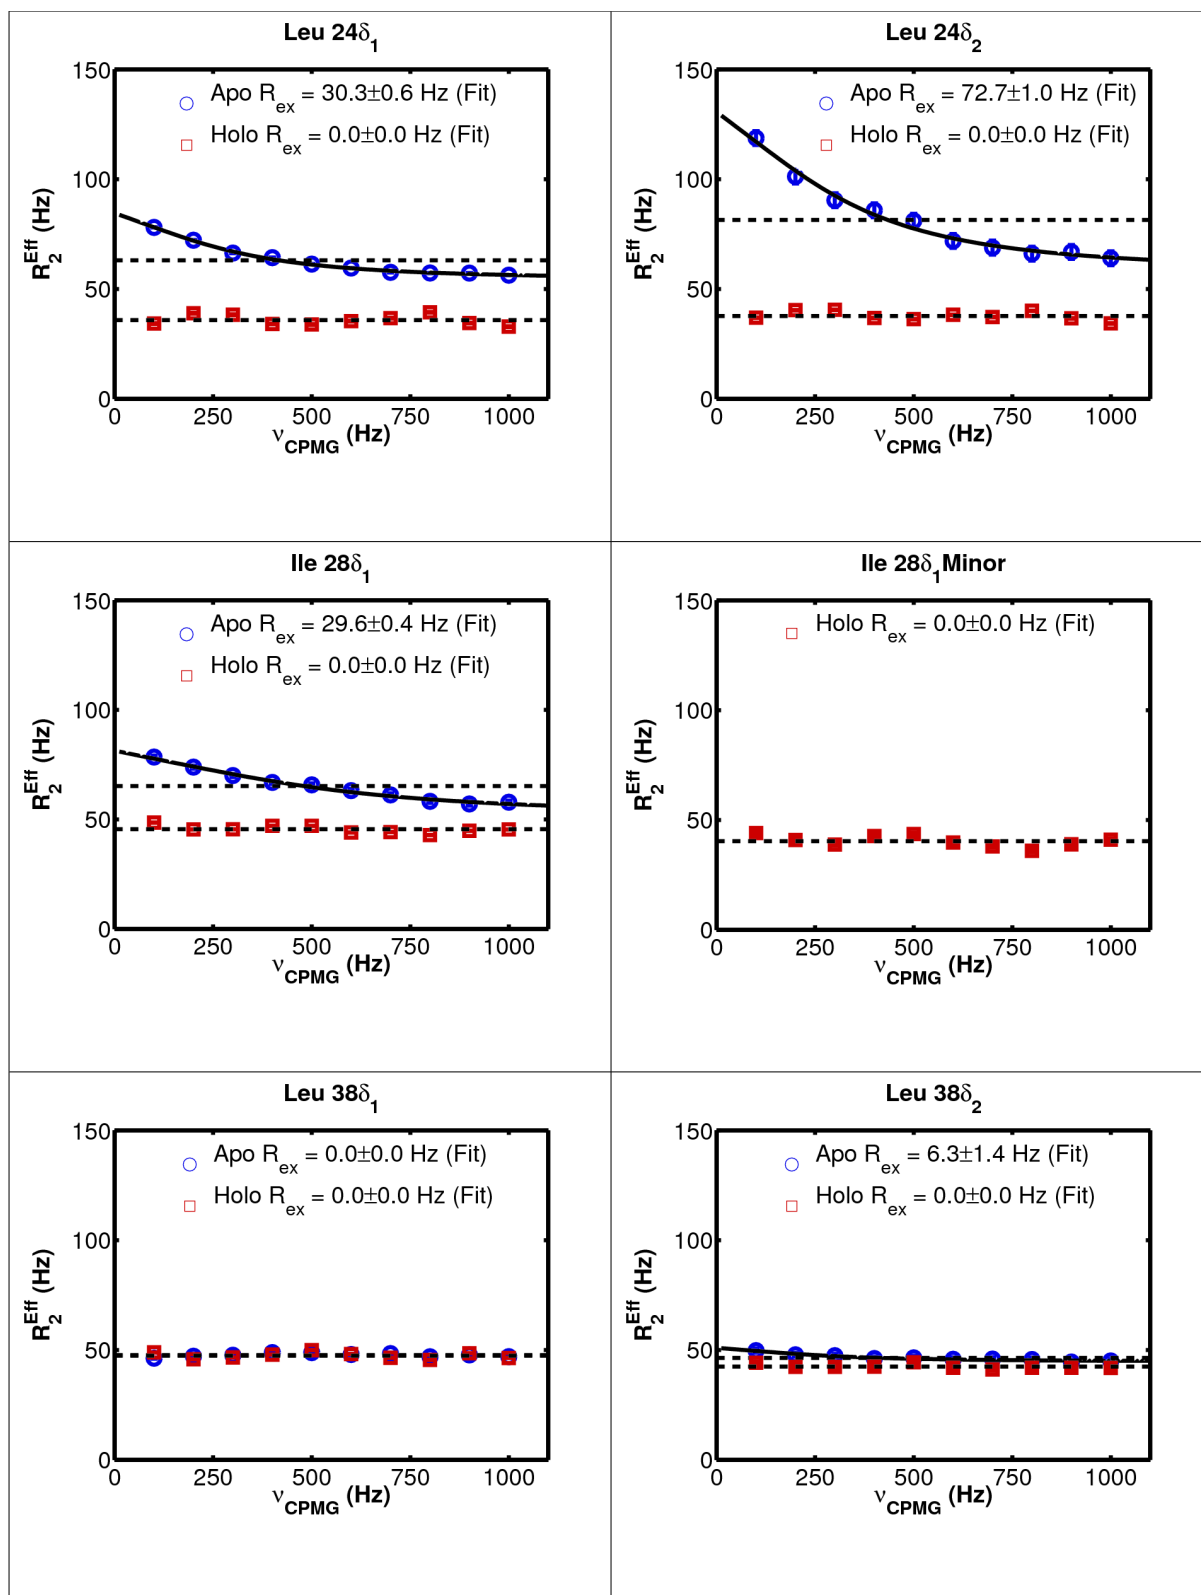 Leu 24δ1
150
100
50
0
R2Eff (Hz)
Apo Rex = 30.3±0.6 Hz (Fit)
Holo Rex = 0.0±0.0 Hz (Fit)
0 250 500 750 1000
νCPMG (Hz)
Leu 24δ2
150
100
50
0
R2Eff (Hz)
Apo Rex = 72.7±1.0 Hz (Fit)
Holo Rex = 0.0±0.0 Hz (Fit)
0 250 500 750 1000
νCPMG (Hz)
Ile 28δ1
150
100
50
0
R2Eff (Hz)
Apo Rex = 29.6±0.4 Hz (Fit)
Holo Rex = 0.0±0.0 Hz (Fit)
0 250 500 750 1000
νCPMG (Hz)
Ile 28δ1Minor
150
100
50
0
R2Eff (Hz)
Holo Rex = 0.0±0.0 Hz (Fit)
0 250 500 750 1000
νCPMG (Hz)
Leu 38δ1
150
100
50
0
R2Eff (Hz)
Apo Rex = 0.0±0.0 Hz (Fit)
Holo Rex = 0.0±0.0 Hz (Fit)
0 250 500 750 1000
νCPMG (Hz)
Leu 38δ2
150
100
50
0
R2Eff (Hz)
Apo Rex = 6.3±1.4 Hz (Fit)
Holo Rex = 0.0±0.0 Hz (Fit)
0 250 500 750 1000
νCPMG (Hz)